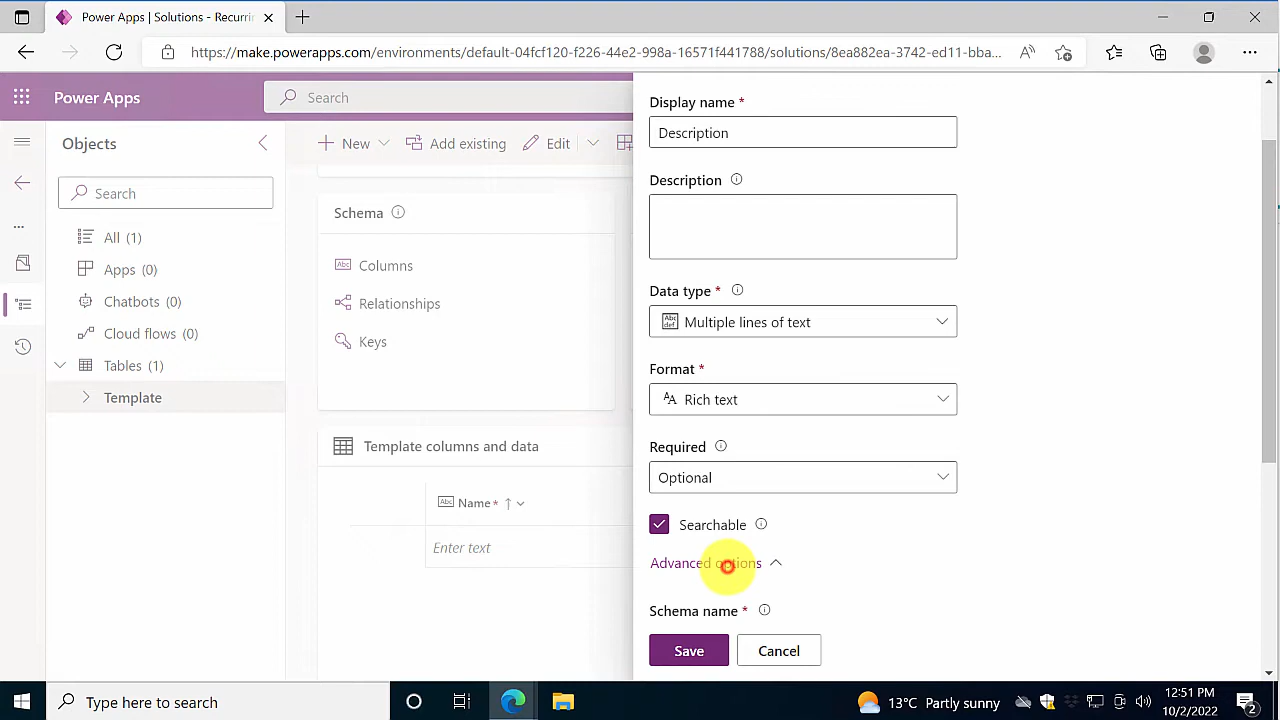 Power Apps | Solutions - Recurrin
https://make.powerapps.com/environments/default-04fcf120-f226-44e2-998a-16571f441788/solutions/8ea882ea-3742-ed11-bba...
Power Apps
Search
Objects
New
Add existing
Edit
Search
All (1)
Apps (0)
Chatbots (0)
Cloud flows (0)
Tables (1)
Template
Schema
Columns
Relationships
Keys
Template columns and data
Name *
Enter text
Display name *
Description
Description
Data type *
Multiple lines of text
Format *
Rich text
Required
Optional
Searchable
Advanced options
Schema name *
Save
Cancel
Type here to search
13°C Partly sunny
12:51 PM
10/2/2022
2